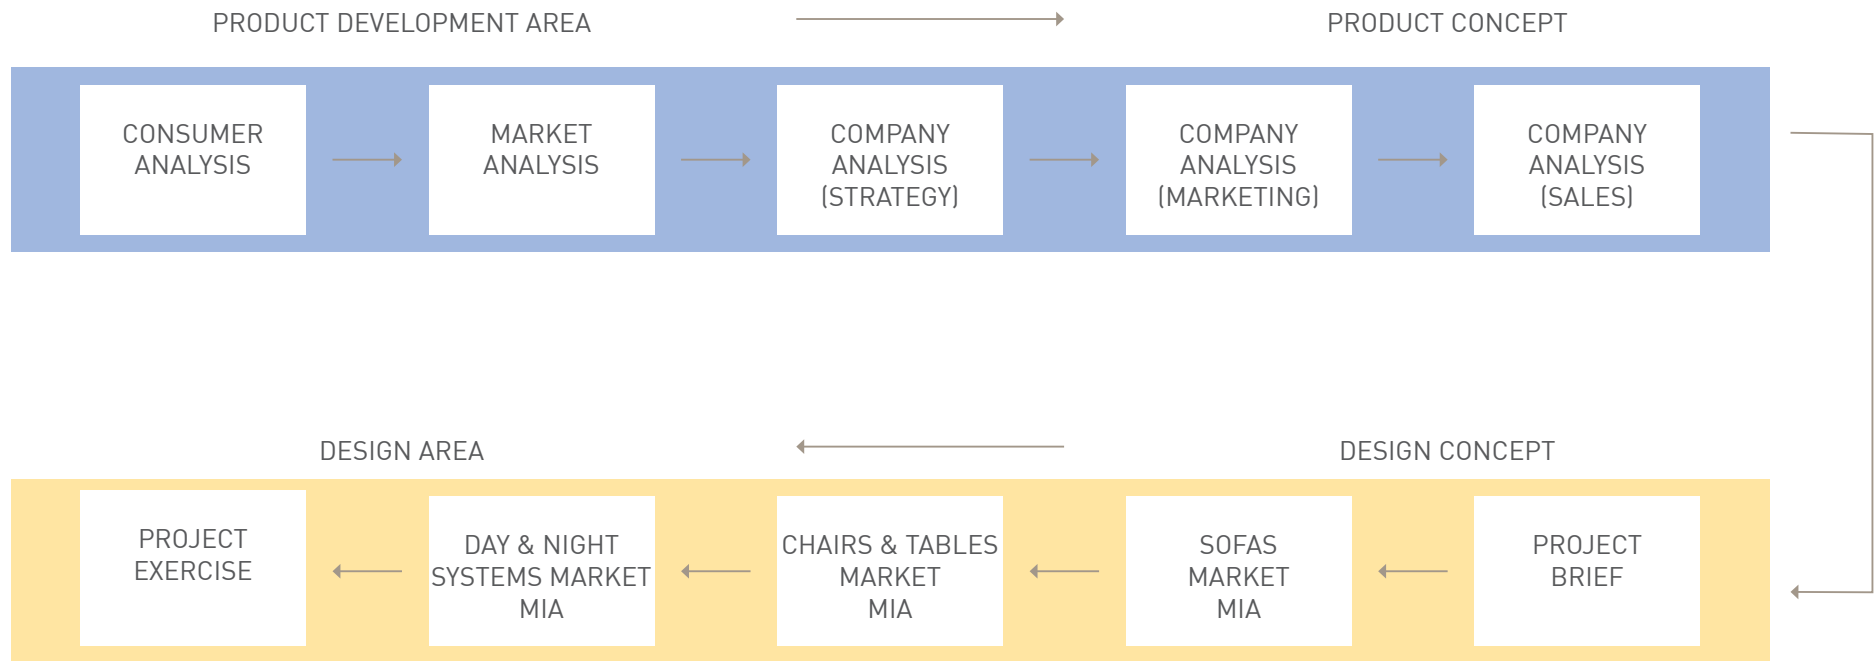 PRODUCT DEVELOPMENT AREA
PRODUCT CONCEPT
CONSUMER
ANALYSIS
MARKET
ANALYSIS
COMPANY
ANALYSIS
(STRATEGY)
COMPANY
ANALYSIS
(MARKETING)
COMPANY
ANALYSIS
(SALES)
DESIGN AREA
DESIGN CONCEPT
PROJECT
EXERCISE
DAY & NIGHT
SYSTEMS MARKET
MIA
CHAIRS & TABLES
MARKET
MIA
SOFAS
MARKET
MIA
PROJECT
BRIEF